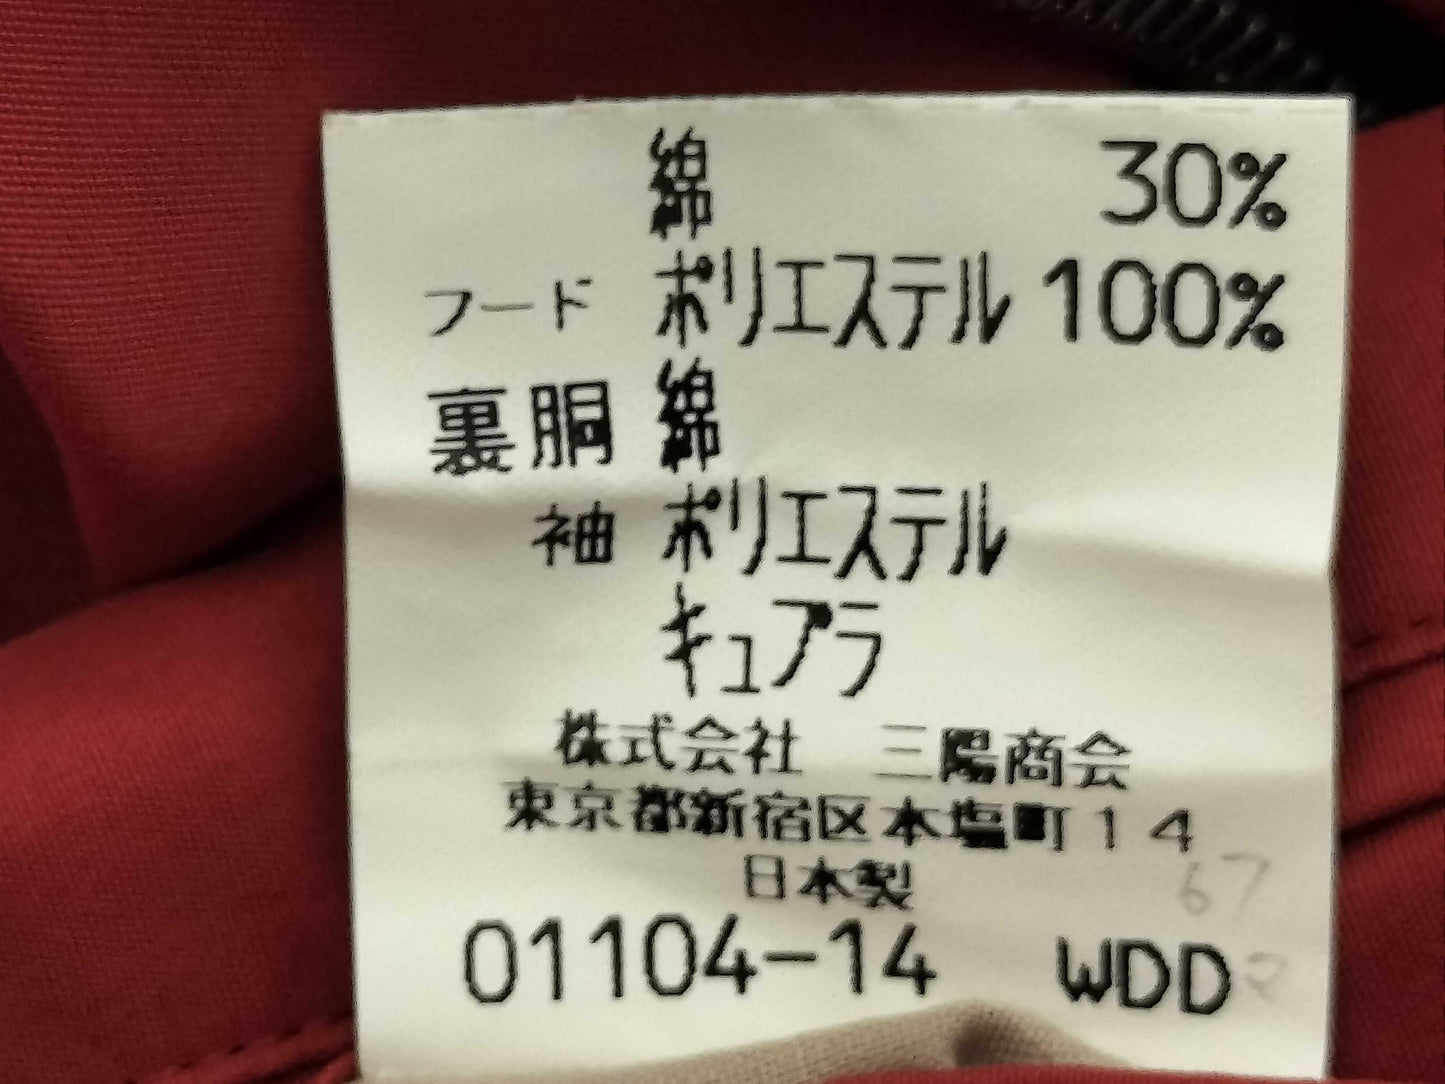 綿 30%
フード ポリエステル 100%
裏 胴 綿
袖 ポリエステル
キュプラ
株式会社 三陽商会
東京都新宿区本塩町14
日本製
67
01104-14 WDD